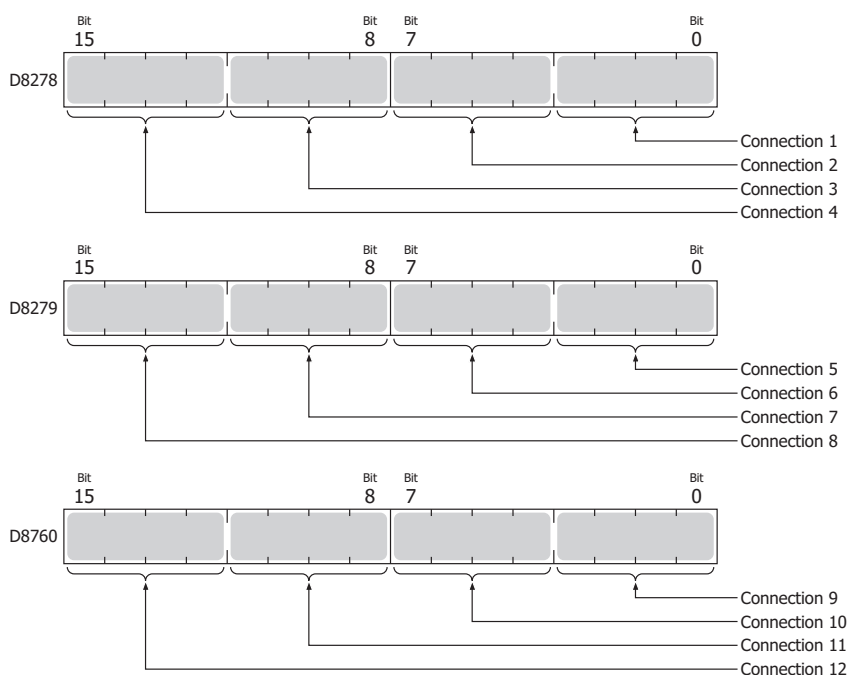 Bit Bit Bit Bit
15 8 7 0
D8278
Connection 1
Connection 2
Connection 3
Connection 4
Bit Bit Bit Bit
15 8 7 0
D8279
Connection 5
Connection 6
Connection 7
Connection 8
Bit Bit Bit Bit
15 8 7 0
D8760
Connection 9
Connection 10
Connection 11
Connection 12